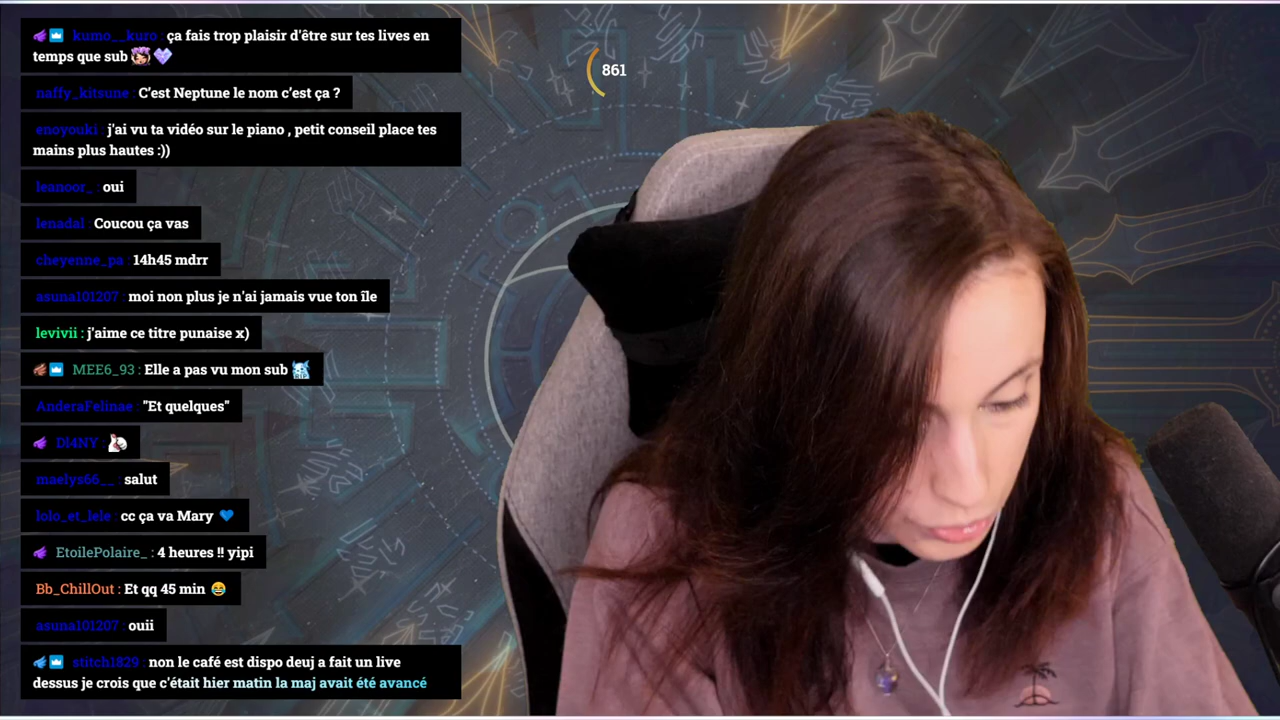 kumo__kuro : ça fais trop plaisir d'être sur tes lives en
temps que sub
naffy_kitsune : C'est Neptune le nom c'est ça ?
enoyouki : j'ai vu ta vidéo sur le piano , petit conseil place tes
mains plus hautes :))
leanoor_ : oui
lenadal : Coucou ça vas
cheyenne_pa : 14h45 mdrr
asuna101207 : moi non plus je n'ai jamais vue ton île
levivii : j'aime ce titre punaise x)
MEE6_93 : Elle a pas vu mon sub
AnderaFelinae : "Et quelques"
DI4NY :
maelys66__ : salut
lolo_et_lele : cc ça va Mary 💙
EtoilePolaire_ : 4 heures !! yipi
Bb_ChillOut : Et qq 45 min 😂
asuna101207 : ouii
stitch1829 : non le café est dispo deuj a fait un live
dessus je crois que c'était hier matin la maj avait été avancé
861